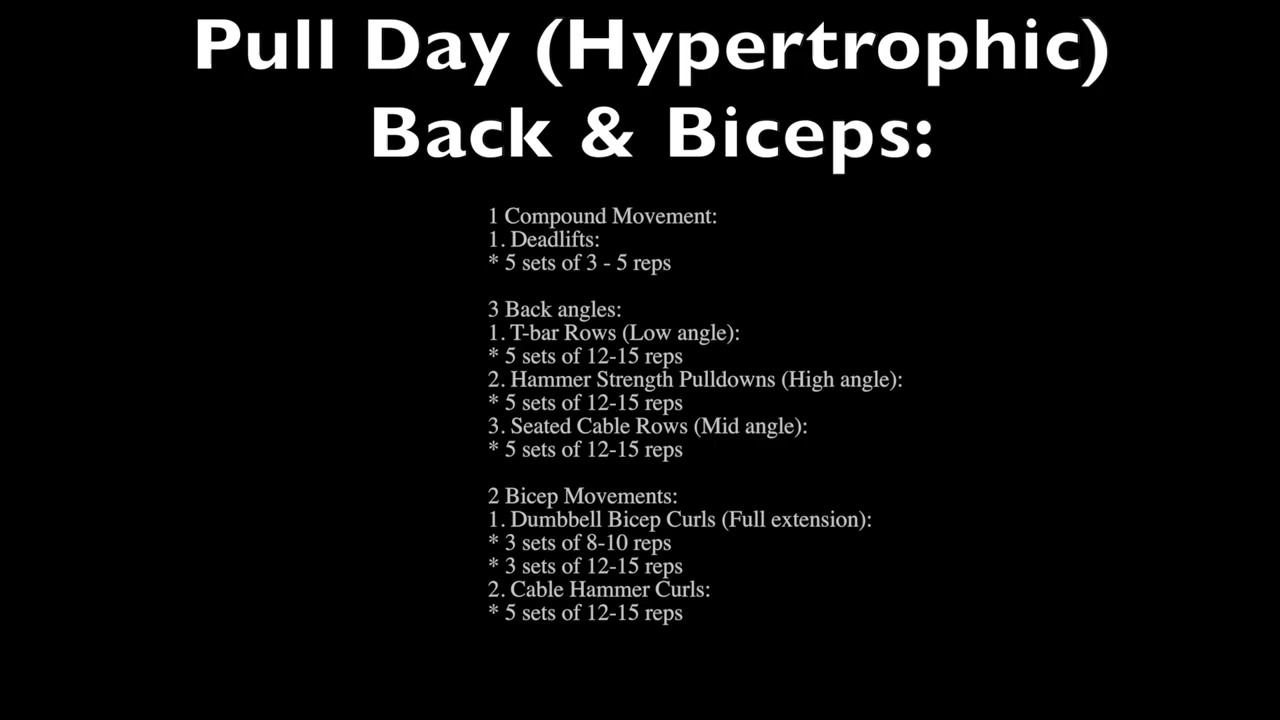 Pull Day (Hypertrophic)
Back & Biceps:
1 Compound Movement:
1. Deadlifts:
* 5 sets of 3 - 5 reps
3 Back angles:
1. T-bar Rows (Low angle):
* 5 sets of 12-15 reps
2. Hammer Strength Pulldowns (High angle):
* 5 sets of 12-15 reps
3. Seated Cable Rows (Mid angle):
* 5 sets of 12-15 reps
2 Bicep Movements:
1. Dumbbell Bicep Curls (Full extension):
* 3 sets of 8-10 reps
* 3 sets of 12-15 reps
2. Cable Hammer Curls:
* 5 sets of 12-15 reps